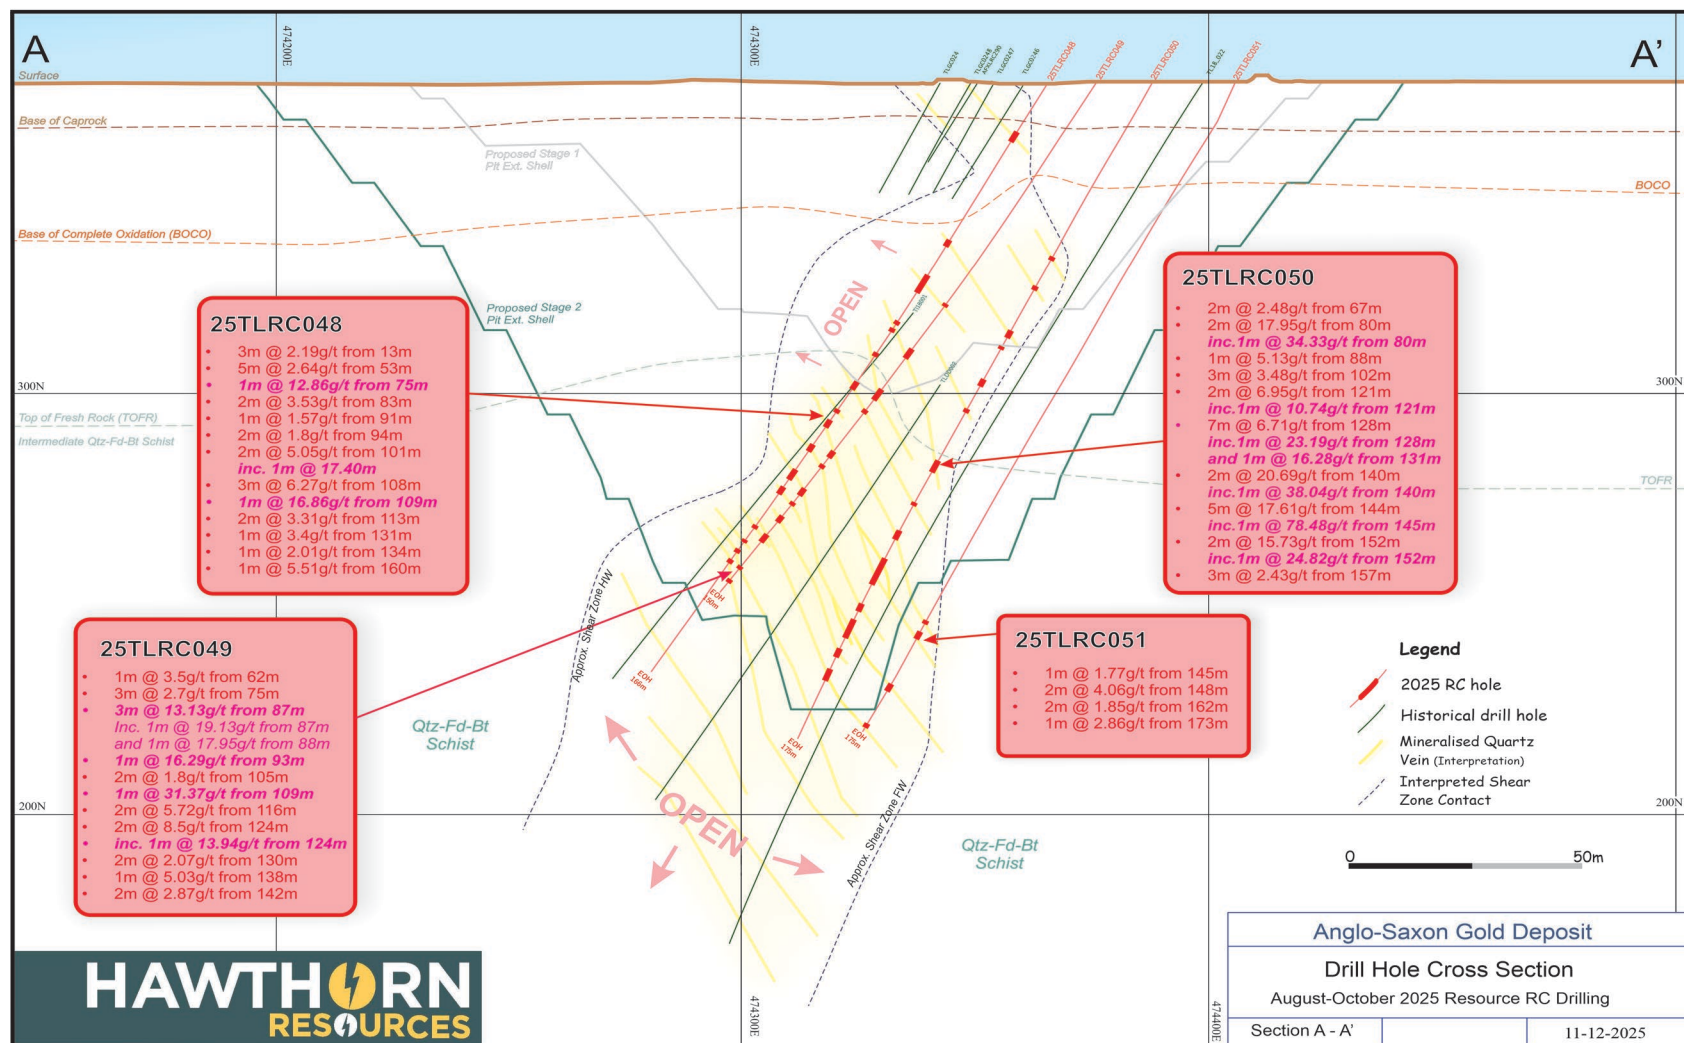 A
A'
474200E
474300E
TLGC024
TLGC0248
TLGC0247
TLGC0246
25TLRC048
25TLRC049
25TLRC050
TL18_022
25TLRC051
Surface
Base of Caprock
Proposed Stage 1
Pit Ext. Shell
BOCO
Base of Complete Oxidation (BOCO)
OPEN
Proposed Stage 2
Pit Ext. Shell
25TLRC048
• 3m @ 2.19g/t from 13m
• 5m @ 2.64g/t from 53m
• 1m @ 12.86g/t from 75m
• 2m @ 3.53g/t from 83m
• 1m @ 1.57g/t from 91m
• 2m @ 1.8g/t from 94m
• 2m @ 5.05g/t from 101m
inc. 1m @ 17.40m
• 3m @ 6.27g/t from 108m
• 1m @ 16.86g/t from 109m
• 2m @ 3.31g/t from 113m
• 1m @ 3.4g/t from 131m
• 1m @ 2.01g/t from 134m
• 1m @ 5.51g/t from 160m
25TLRC050
• 2m @ 2.48g/t from 67m
• 2m @ 17.95g/t from 80m
inc.1m @ 34.33g/t from 80m
• 1m @ 5.13g/t from 88m
• 3m @ 3.48g/t from 102m
• 2m @ 6.95g/t from 121m
inc.1m @ 10.74g/t from 121m
• 7m @ 6.71g/t from 128m
inc.1m @ 23.19g/t from 128m
and 1m @ 16.28g/t from 131m
• 2m @ 20.69g/t from 140m
inc.1m @ 38.04g/t from 140m
• 5m @ 17.61g/t from 144m
inc.1m @ 78.48g/t from 145m
• 2m @ 15.73g/t from 152m
inc.1m @ 24.82g/t from 152m
• 3m @ 2.43g/t from 157m
300N
300N
Top of Fresh Rock (TOFR)
Intermediate Qtz-Fd-Bt Schist
TOFR
EOH
150m
EOH
166m
EOH
175m
EOH
175m
Approx. Shear Zone HW
25TLRC049
• 1m @ 3.5g/t from 62m
• 3m @ 2.7g/t from 75m
• 3m @ 13.13g/t from 87m
Inc. 1m @ 19.13g/t from 87m
and 1m @ 17.95g/t from 88m
• 1m @ 16.29g/t from 93m
• 2m @ 1.8g/t from 105m
• 1m @ 31.37g/t from 109m
• 2m @ 5.72g/t from 116m
• 2m @ 8.5g/t from 124m
• inc. 1m @ 13.94g/t from 124m
• 2m @ 2.07g/t from 130m
• 1m @ 5.03g/t from 138m
• 2m @ 2.87g/t from 142m
25TLRC051
• 1m @ 1.77g/t from 145m
• 2m @ 4.06g/t from 148m
• 2m @ 1.85g/t from 162m
• 1m @ 2.86g/t from 173m
Legend
2025 RC hole
Historical drill hole
Mineralised Quartz
Vein (Interpretation)
Interpreted Shear
Zone Contact
Qtz-Fd-Bt
Schist
200N
200N
OPEN
Approx. Shear Zone FW
Qtz-Fd-Bt
Schist
0
50m
474300E
474400E
HAWTHORN
RESOURCES
Anglo-Saxon Gold Deposit
Drill Hole Cross Section
August-October 2025 Resource RC Drilling
Section A - A'
11-12-2025